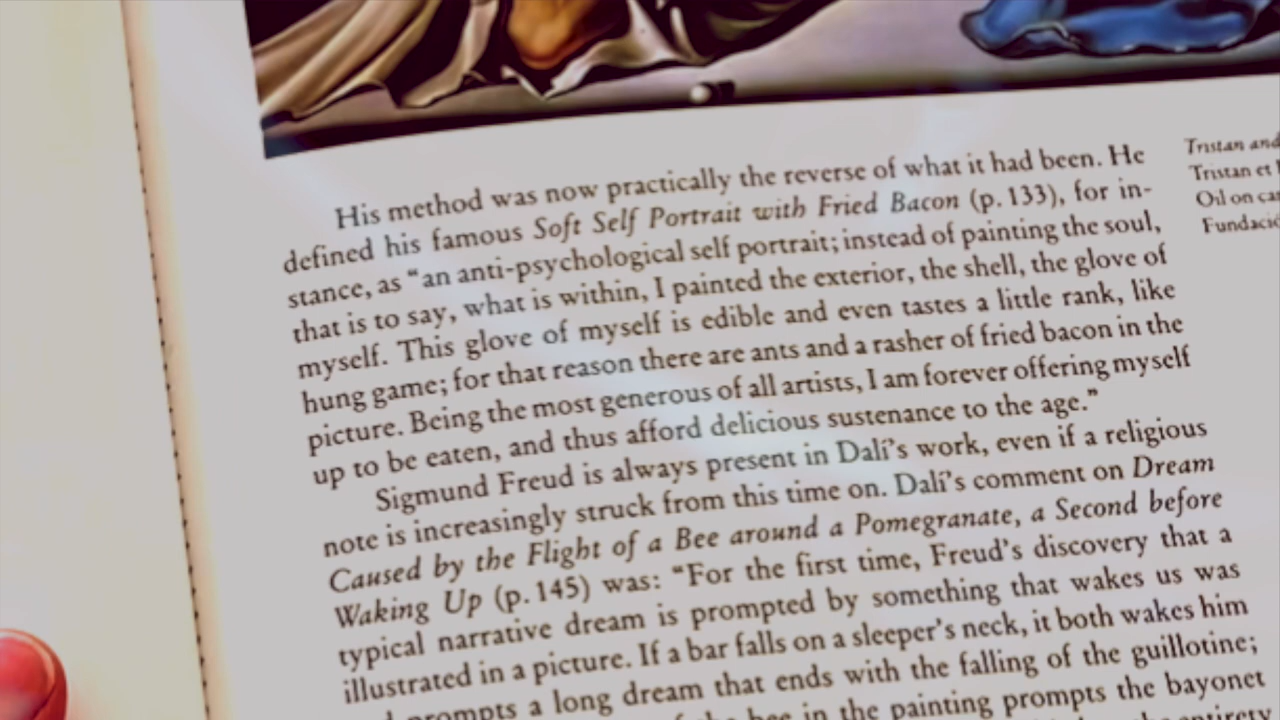 His method was now practically the reverse of what it had been. He
defined his famous Soft Self Portrait with Fried Bacon (p. 133), for in-
stance, as “an anti-psychological self portrait; instead of painting the soul,
that is to say, what is within, I painted the exterior, the shell, the glove of
myself. This glove of myself is edible and even tastes a little rank, like
hung game; for that reason there are ants and a rasher of fried bacon in the
picture. Being the most generous of all artists, I am forever offering myself
up to be eaten, and thus afford delicious sustenance to the age.”
Sigmund Freud is always present in Dalí’s work, even if a religious
note is increasingly struck from this time on. Dalí’s comment on Dream
Caused by the Flight of a Bee around a Pomegranate, a Second before
Waking Up (p. 145) was: “For the first time, Freud’s discovery that a
typical narrative dream is prompted by something that wakes us was
illustrated in a picture. If a bar falls on a sleeper’s neck, it both wakes him
prompts a long dream that ends with the falling of the guillotine;
the bee in the painting prompts the bayonet
Tristan and
Tristan et
Oil on